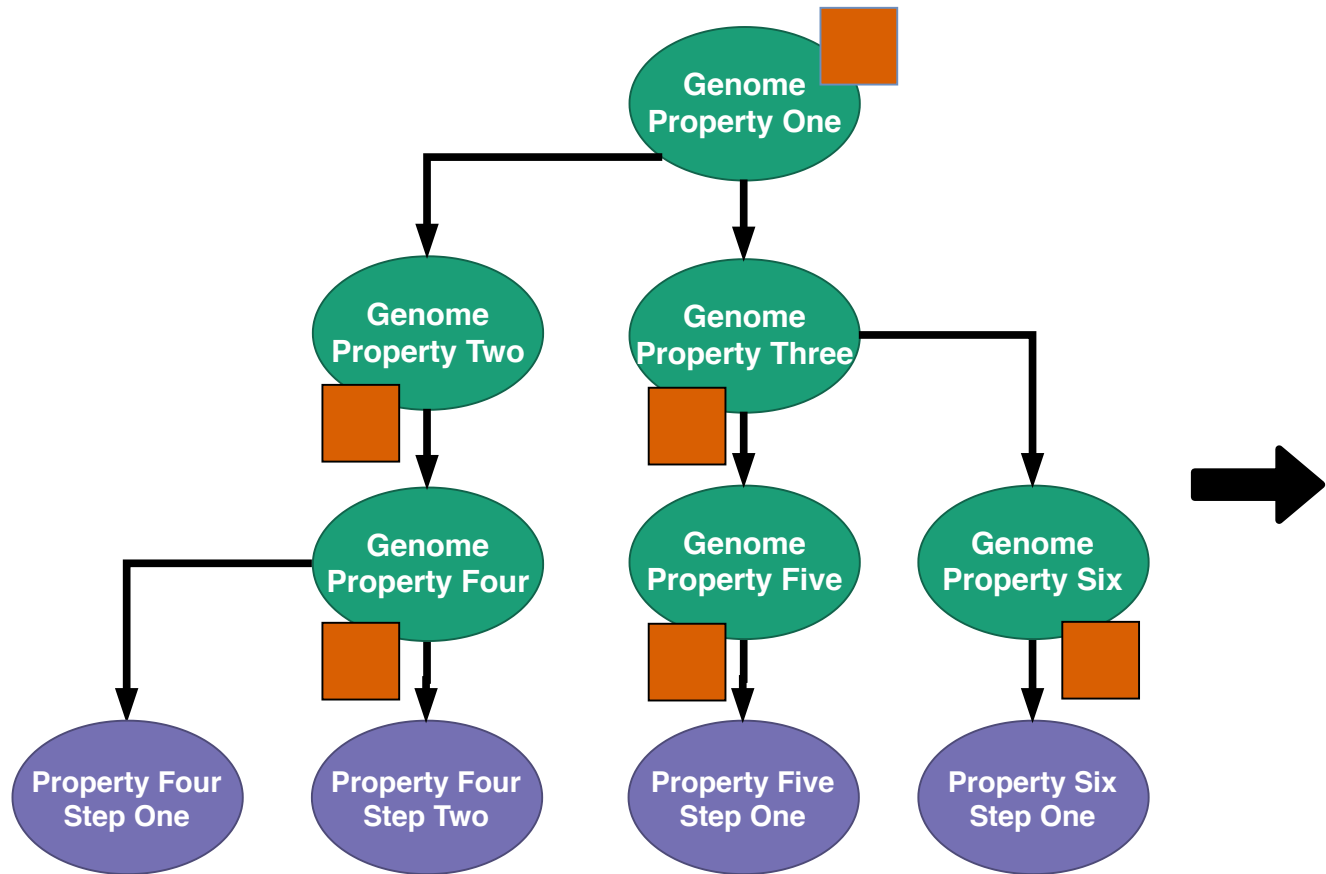 Genome
Property One
Genome
Property Two
Genome
Property Three
Genome
Property Four
Genome
Property Five
Genome
Property Six
Property Four
Step One
Property Four
Step Two
Property Five
Step One
Property Six
Step One